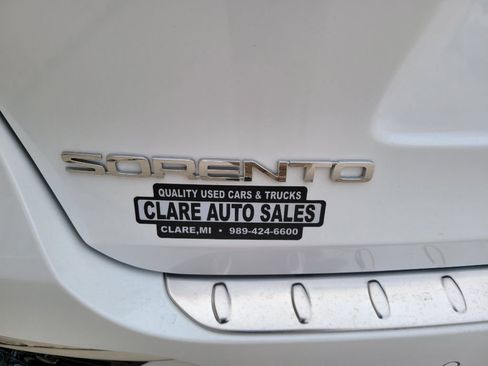 SORENTO
QUALITY USED CARS & TRUCKS
CLARE AUTO SALES
CLARE,MI • 989-424-6600